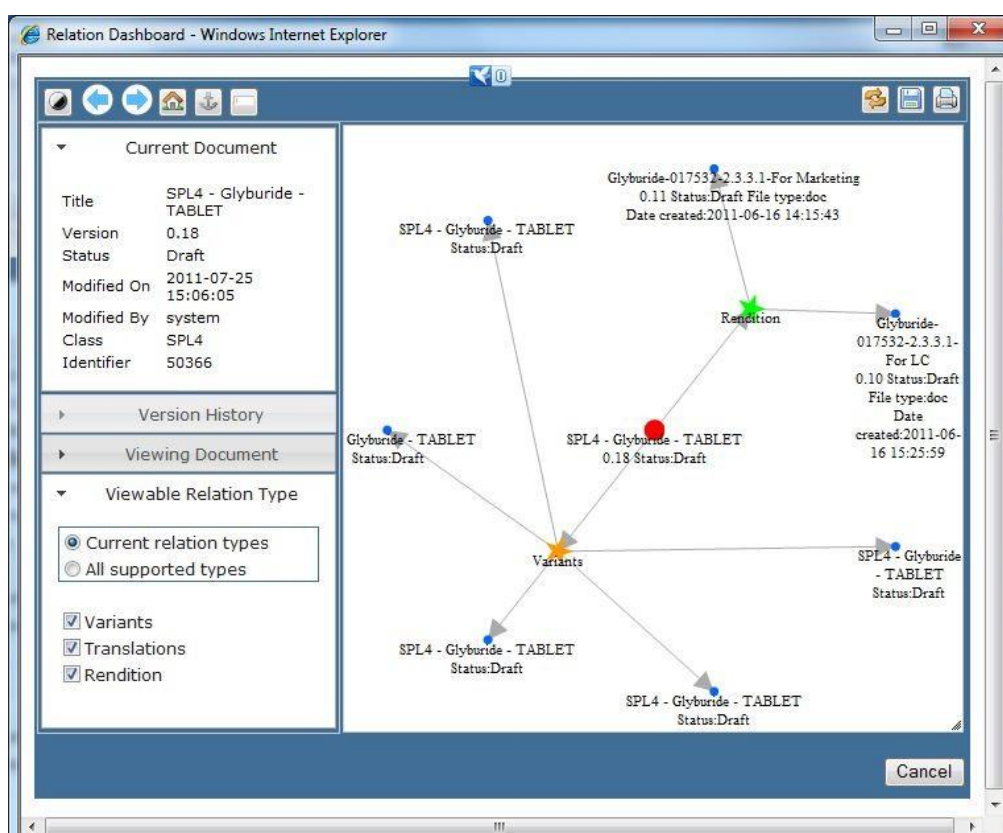 Relation Dashboard - Windows Internet Explorer
Current Document
Title SPL4 - Glyburide -
TABLET
Version 0.18
Status Draft
Modified On 2011-07-25
15:06:05
Modified By system
Class SPL4
Identifier 50366
Version History
Viewing Document
Viewable Relation Type
Current relation types
All supported types
Variants
Translations
Rendition
Glyburide-017532-2.3.3.1-For Marketing
0.11 Status:Draft File type:doc
Date created:2011-06-16 14:15:43
SPL4 - Glyburide - TABLET
Status:Draft
Rendition
Glyburide-
017532-2.3.3.1-
For LC
0.10 Status:Draft
File type:doc
Date
created:2011-06-
16 15:25:59
Glyburide - TABLET
Status:Draft
SPL4 - Glyburide - TABLET
0.18 Status:Draft
Variants
SPL4 - Glyburide
- TABLET
Status:Draft
SPL4 - Glyburide - TABLET
Status:Draft
SPL4 - Glyburide - TABLET
Status:Draft
Cancel